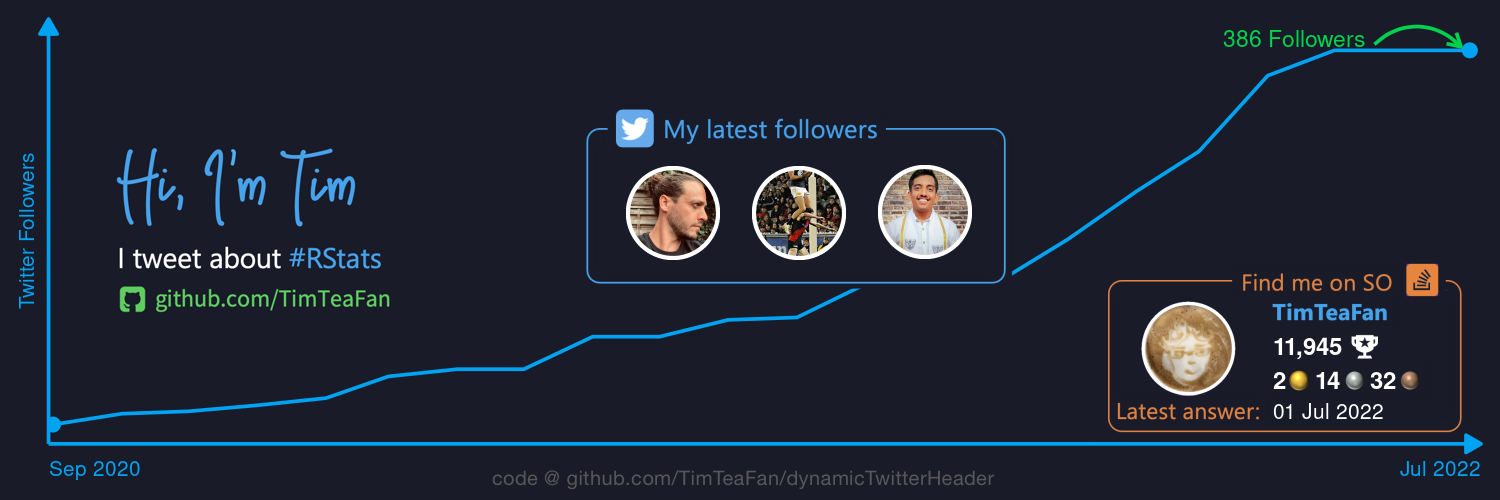 386 Followers
Twitter Followers
My latest followers
Hi, I'm Tim
I tweet about #RStats
github.com/TimTeaFan
Find me on SO
TimTeaFan
11,945
2 14 32
Latest answer: 01 Jul 2022
Sep 2020
Jul 2022
code @ github.com/TimTeaFan/dynamicTwitterHeader